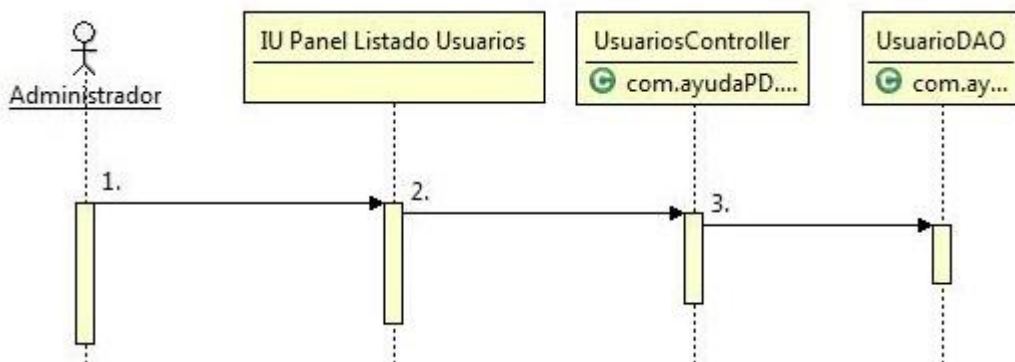 IU Panel Listado Usuarios
UsuariosController
com.ayudaPD....
UsuarioDAO
com.ay...
Administrador
1.
2.
3.